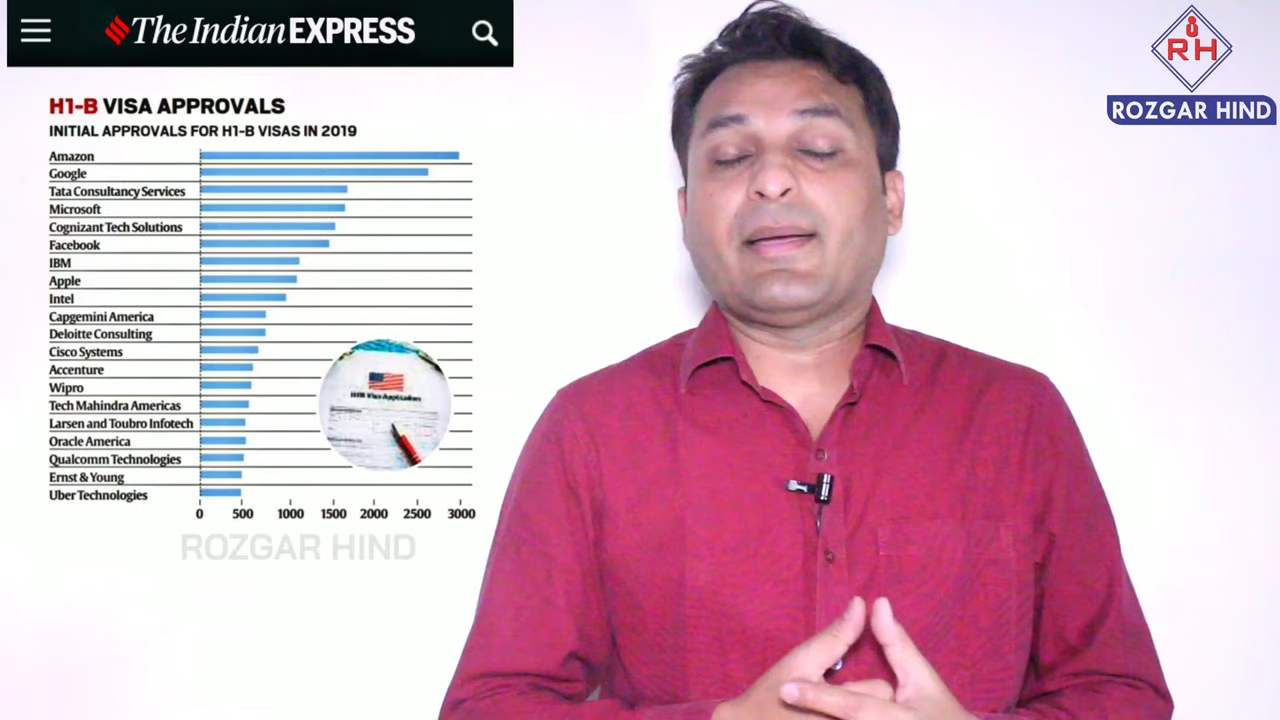 The Indian EXPRESS
RH
ROZGAR HIND
H1-B VISA APPROVALS
INITIAL APPROVALS FOR H1-B VISAS IN 2019
Amazon
Google
Tata Consultancy Services
Microsoft
Cognizant Tech Solutions
Facebook
IBM
Apple
Intel
Capgemini America
Deloitte Consulting
Cisco Systems
Accenture
Wipro
Tech Mahindra Americas
Larsen and Toubro Infotech
Oracle America
Qualcomm Technologies
Ernst & Young
Uber Technologies
0 500 1000 1500 2000 2500 3000
H1B Visa Application
ROZGAR HIND